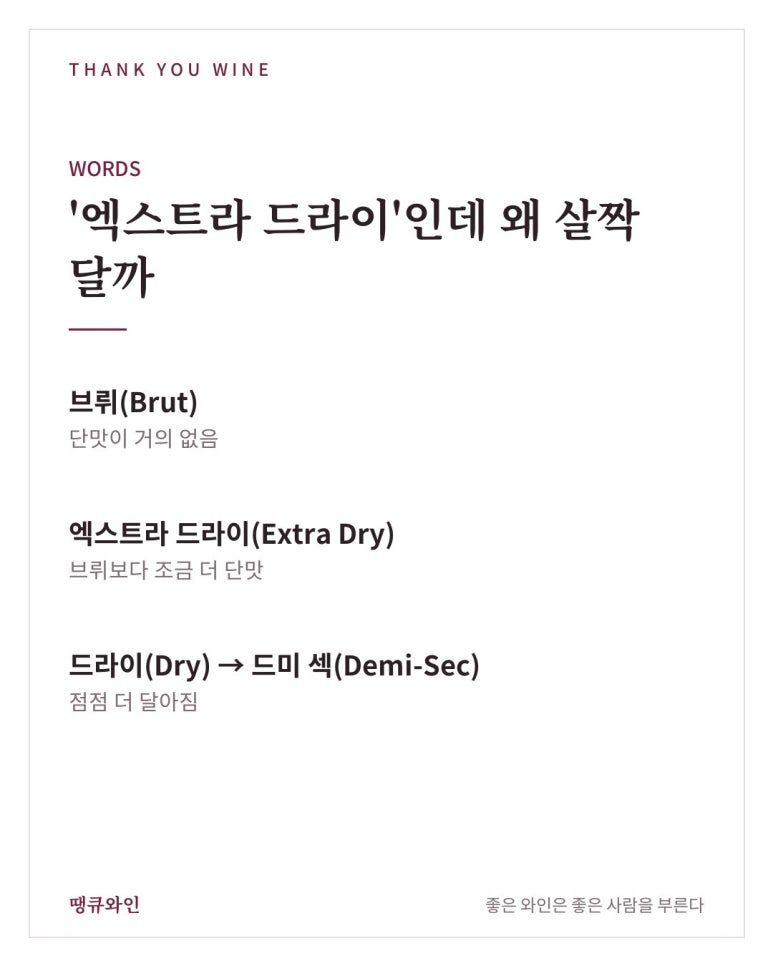 THANK YOU WINE
WORDS
'엑스트라 드라이'인데 왜 살짝
달까
브뤼(Brut)
단맛이 거의 없음
엑스트라 드라이(Extra Dry)
브뤼보다 조금 더 단맛
드라이(Dry) → 드미 섹(Demi-Sec)
점점 더 달아짐
땡큐와인
좋은 와인은 좋은 사람을 부른다